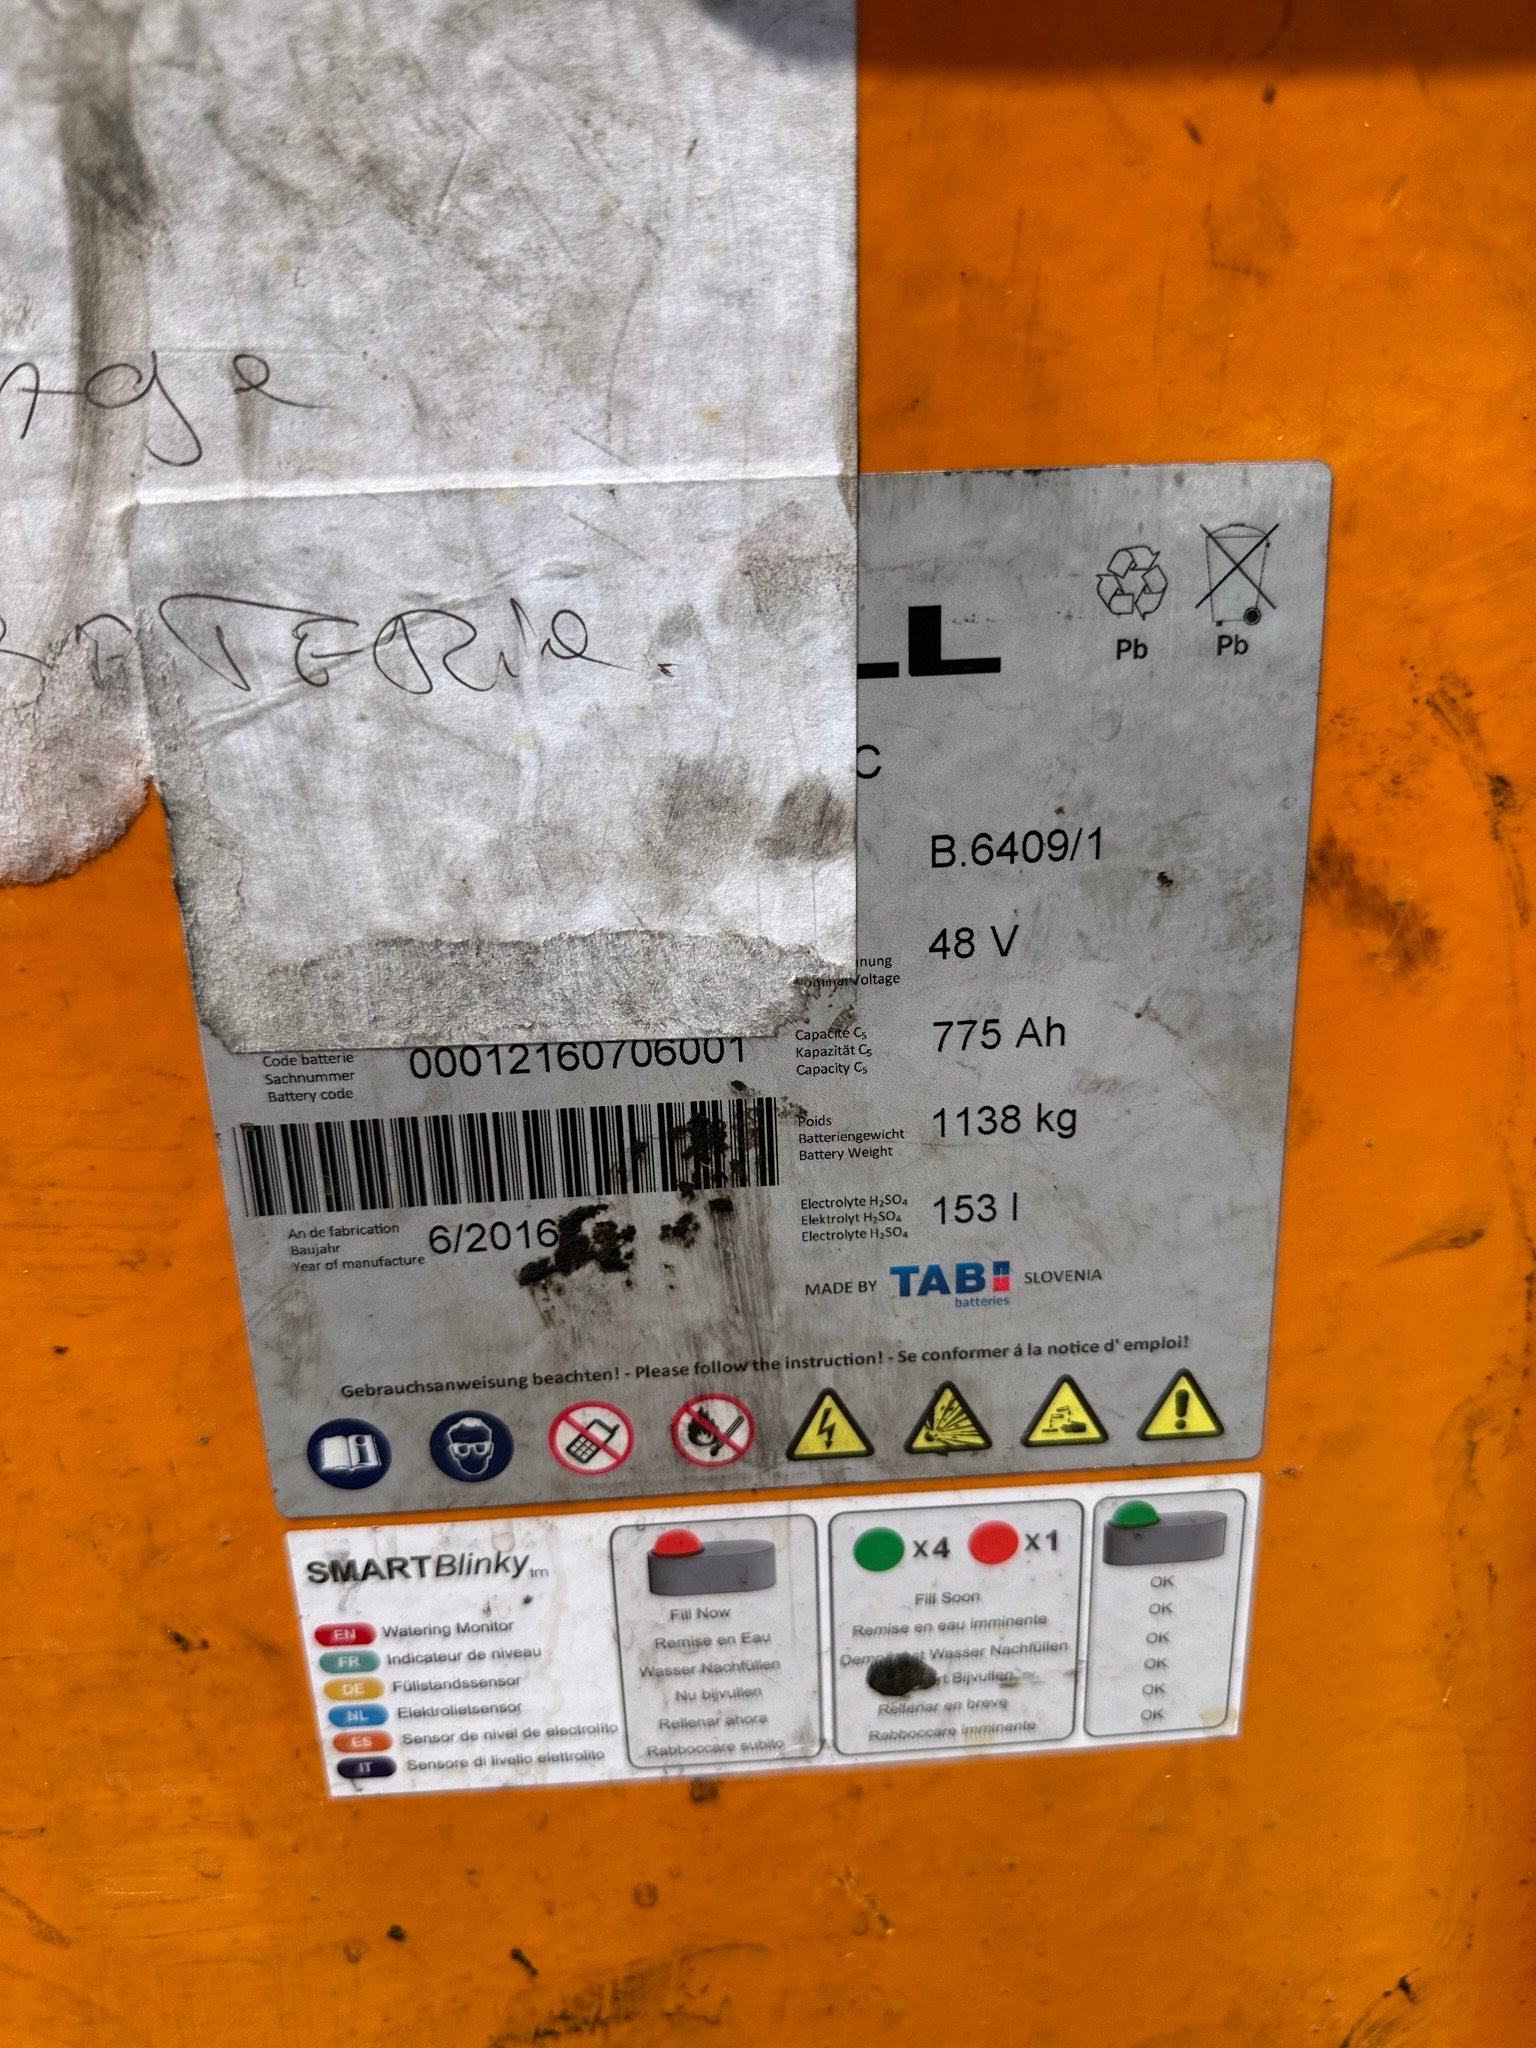 Pb Pb
B.6409/1
48 V
Voltage
Code batterie
Sachnummer
Battery code
00012160706001
Capacité C₅
Kapazität C₅
Capacity C₅
775 Ah
Poids
Batteriengewicht
Battery Weight
1138 kg
An de fabrication
Baujahr
Year of manufacture
6/2016
Electrolyte H₂SO₄
Elektrolyt H₂SO₄
Electrolyte H₂SO₄
153 l
MADE BY TAB batteries SLOVENIA
Gebrauchsanweisung beachten! - Please follow the instruction! - Se conformer á la notice d' emploi!
SMARTBlinky tm
EN Watering Monitor
FR Indicateur de niveau
DE Füllstandssensor
NL Elektrolietsensor
ES Sensor de nivel de electrolito
IT Sensore di livello elettrolito
Fill Now
Remise en Eau
Wasser Nachfüllen
Nu bijvullen
Rellenar ahora
Rabboccare subito
x4 x1
Fill Soon
Remise en eau imminente
Wasser Nachfüllen
Bijvullen
Rellenar en breve
Rabboccare imminente
OK
OK
OK
OK
OK
OK